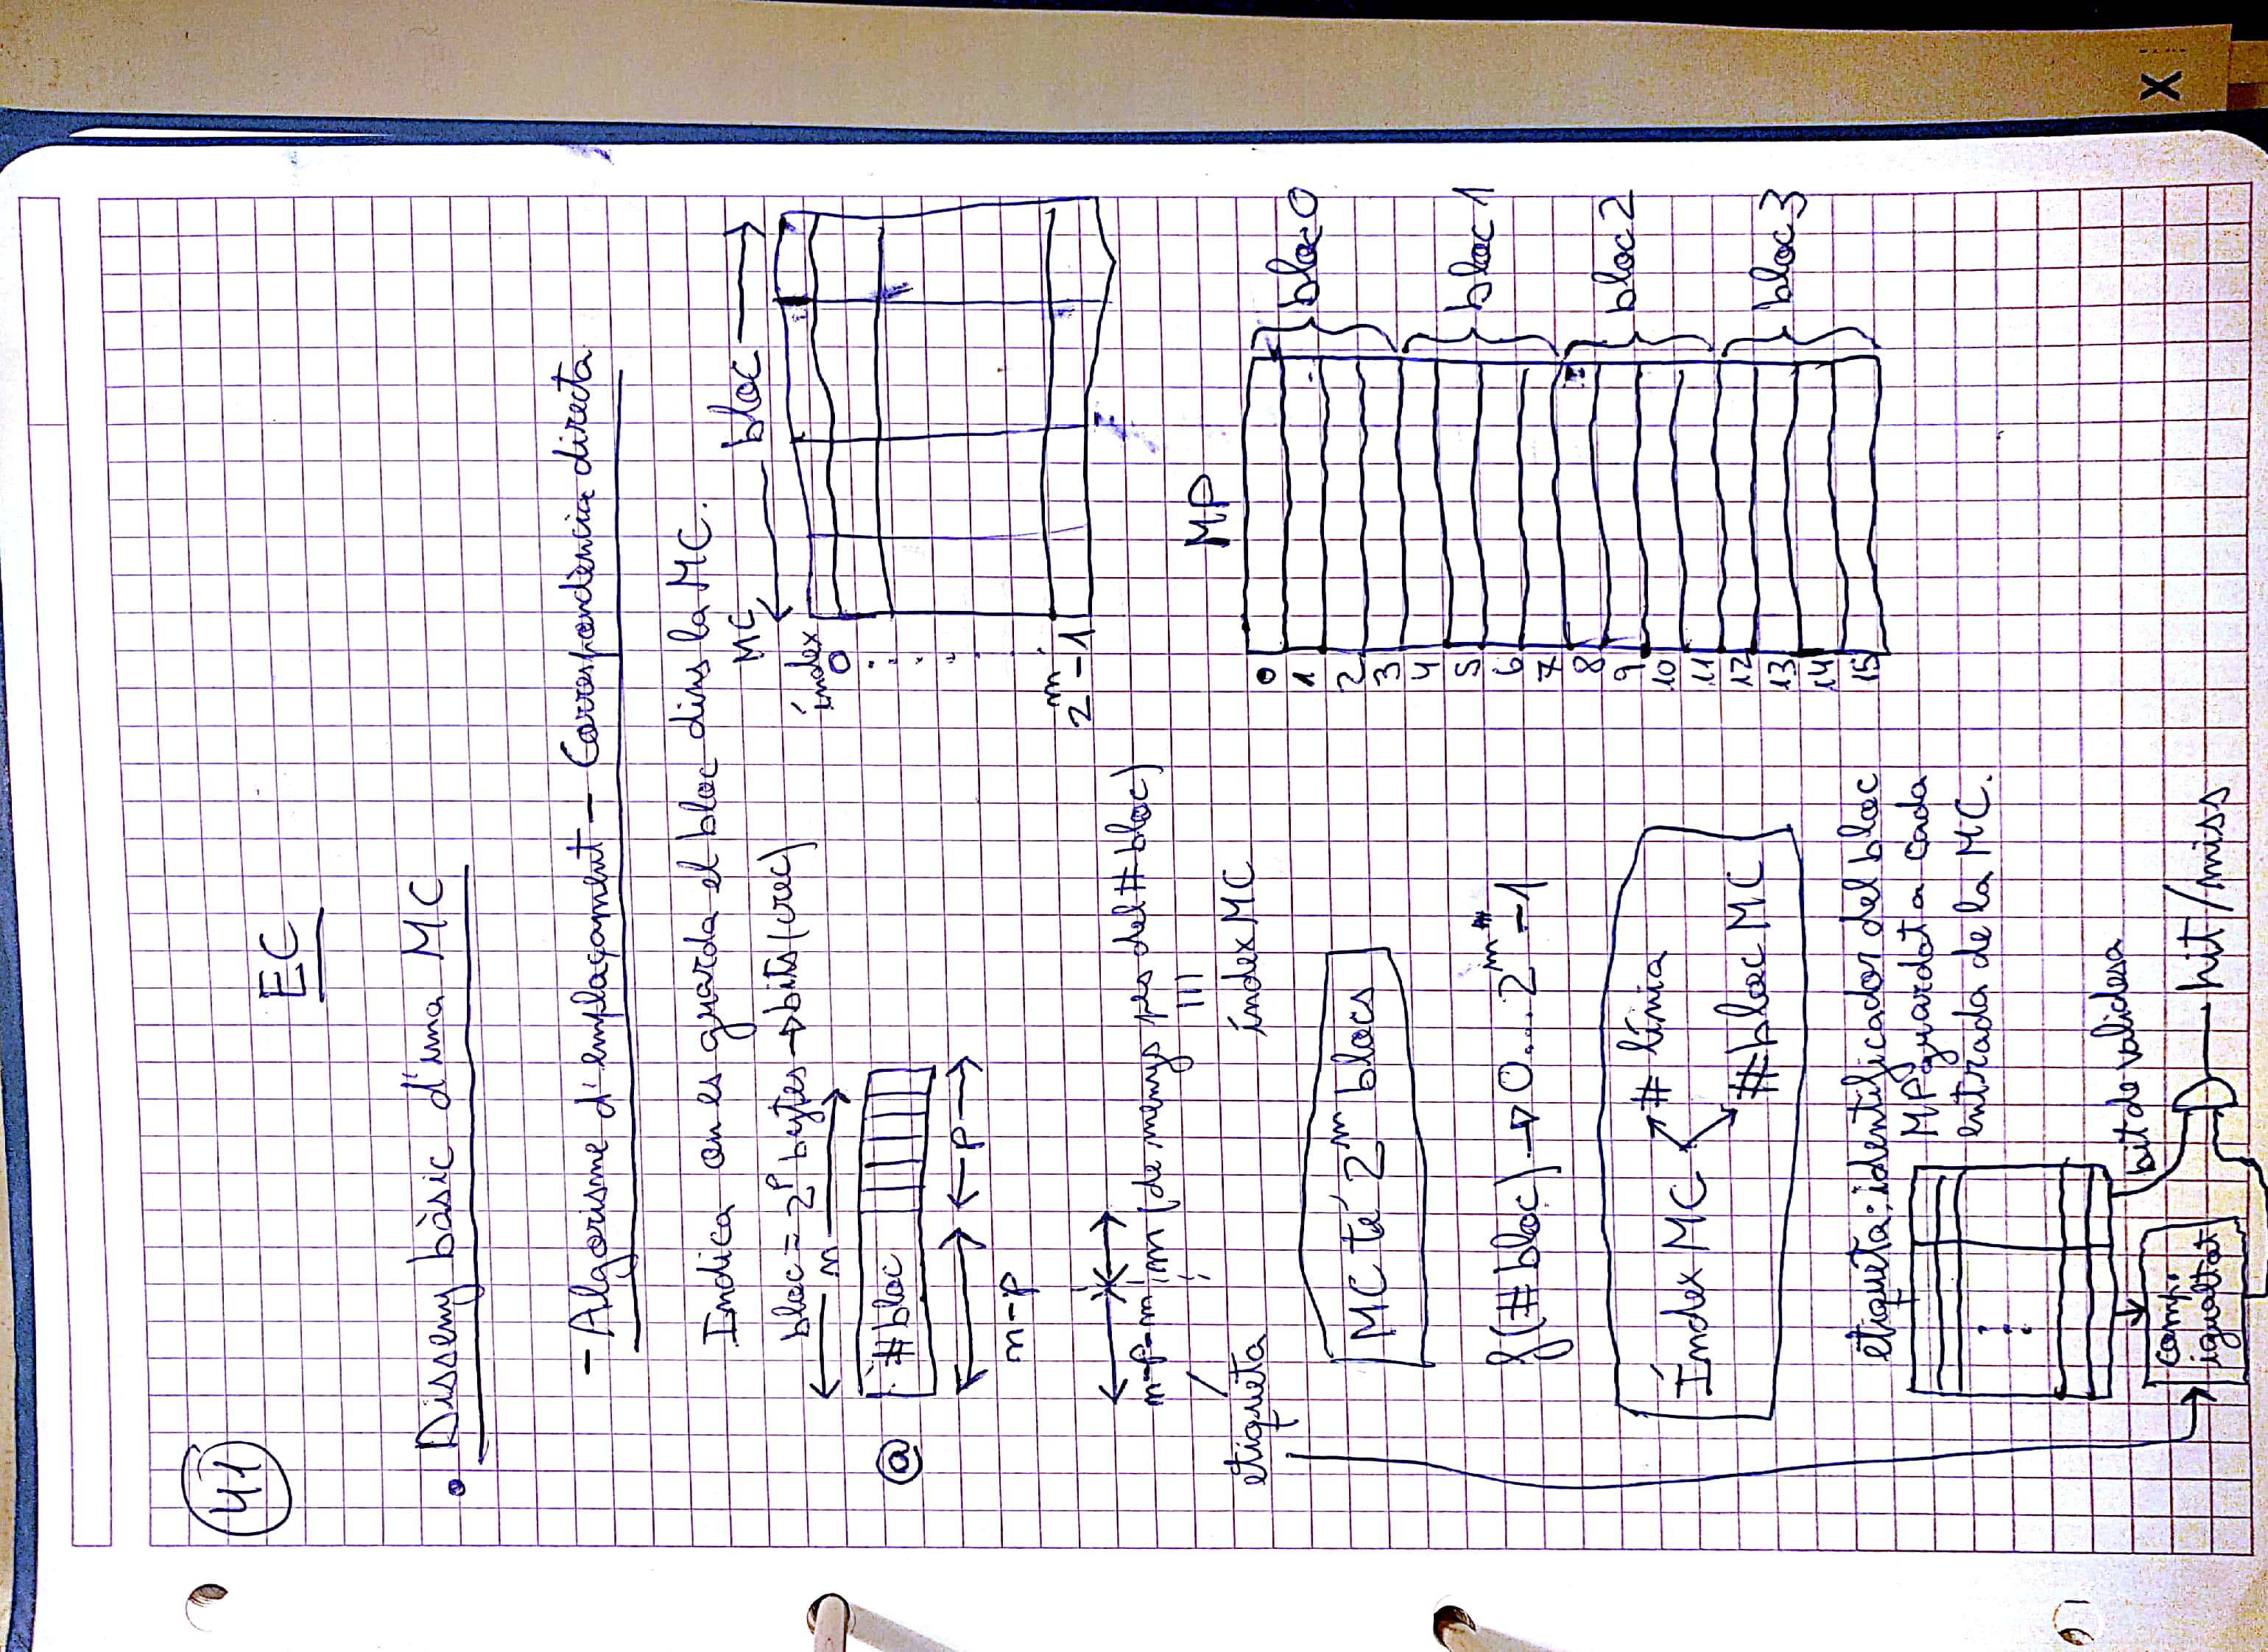 41
EC
• Disseny bàsic d'una MC
- Algorisme d'emplaçament - Correspondència directa
Indica on es guarda el bloc dins la MC.
bloc = 2^p bytes → bits (crec)
n
@ #bloc
n-p
p
n-p-m
m (de menys pes del #bloc)
etiqueta
índex MC
MC té 2^m blocs
f(#bloc) → 0...2^m-1
Índex MC
# línia
#bloc MC
etiqueta: identificador del bloc
MP guardat a cada
entrada de la MC.
bit de validesa
comp.
igualtat
hit/miss
MC
bloc
índex
0
2^m-1
MP
0
1
2
3
bloc 0
4
5
6
7
bloc 1
8
9
10
11
bloc 2
12
13
14
15
bloc 3
X